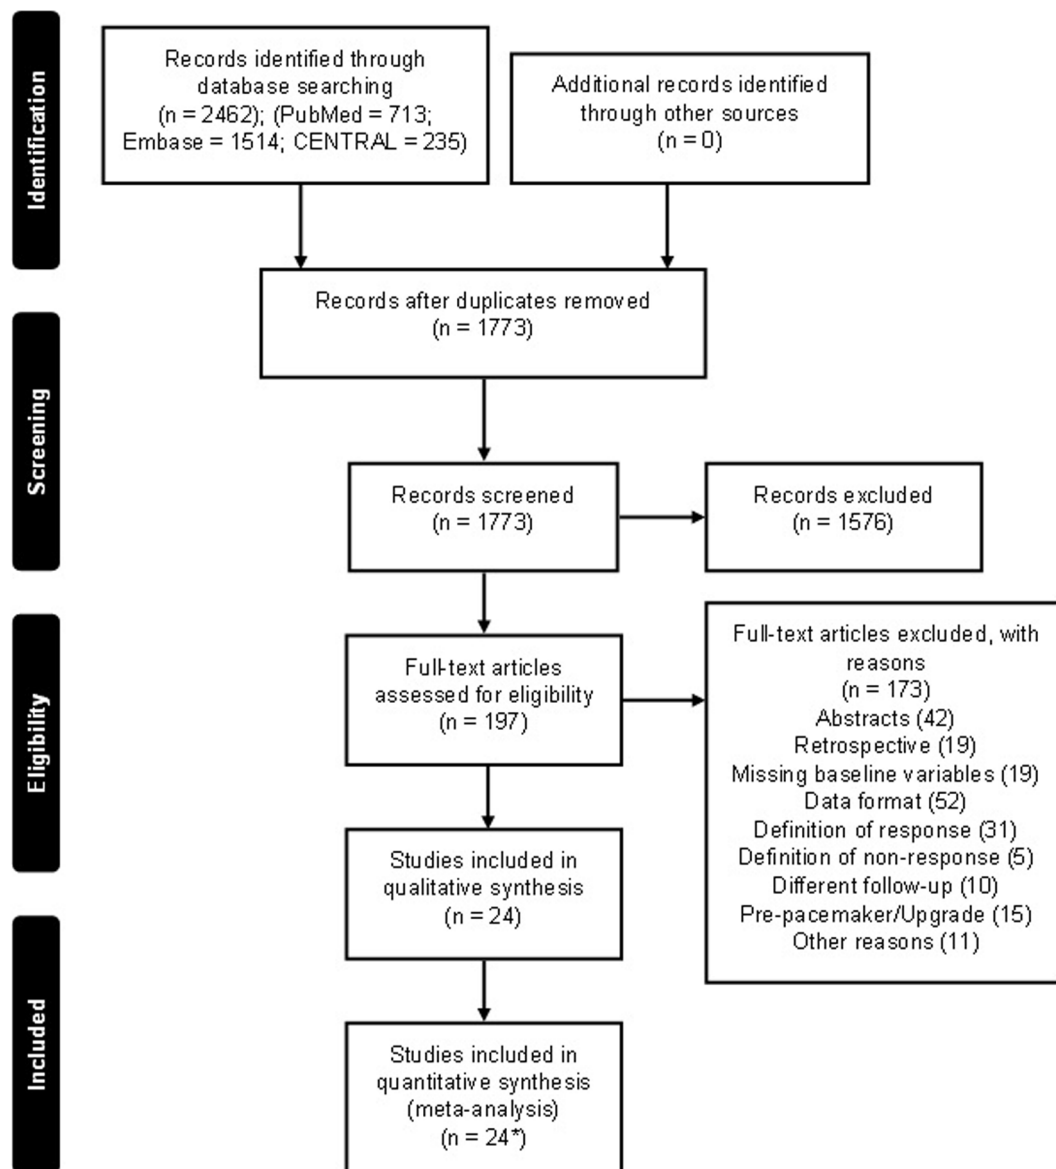 Identification
Records identified through
database searching
(n = 2462); (PubMed = 713;
Embase = 1514; CENTRAL = 235)
Additional records identified
through other sources
(n = 0)
Records after duplicates removed
(n = 1773)
Screening
Records screened
(n = 1773)
Records excluded
(n = 1576)
Eligibility
Full-text articles
assessed for eligibility
(n = 197)
Full-text articles excluded, with
reasons
(n = 173)
Abstracts (42)
Retrospective (19)
Missing baseline variables (19)
Data format (52)
Definition of response (31)
Definition of non-response (5)
Different follow-up (10)
Pre-pacemaker/Upgrade (15)
Other reasons (11)
Studies included in
qualitative synthesis
(n = 24)
Included
Studies included in
quantitative synthesis
(meta-analysis)
(n = 24*)